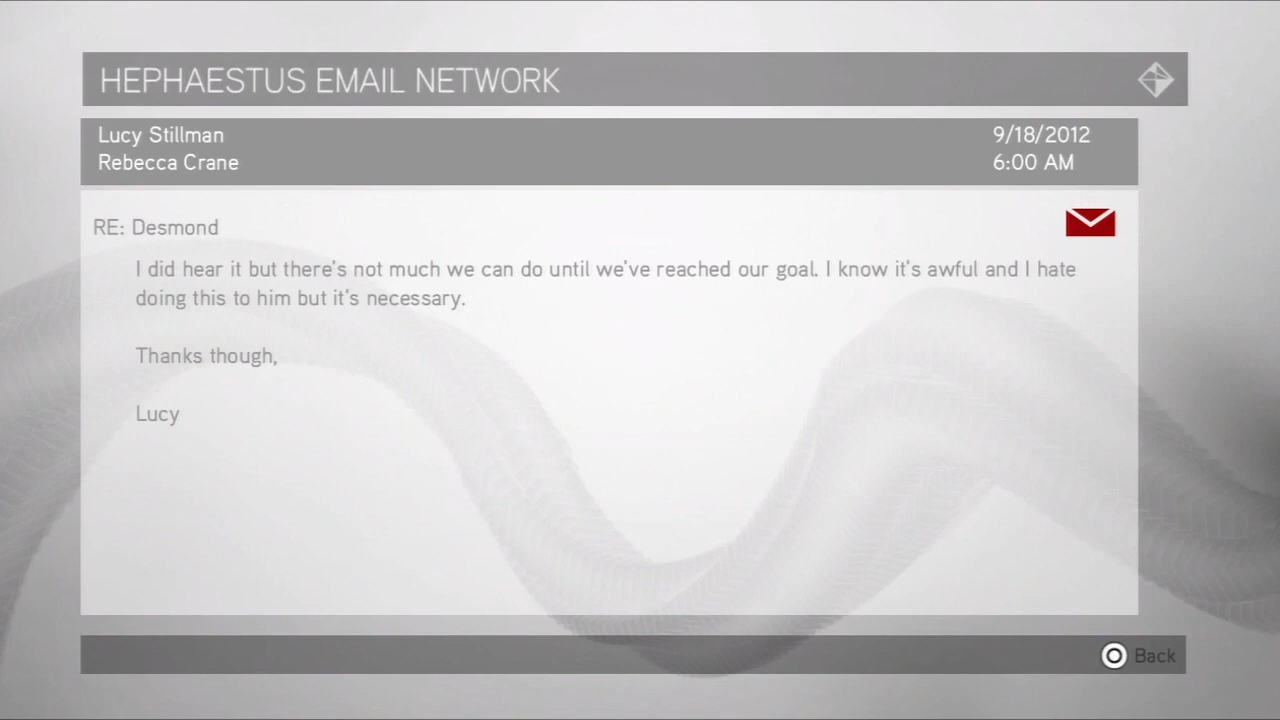 HEPHAESTUS EMAIL NETWORK
Lucy Stillman
9/18/2012
Rebecca Crane
6:00 AM
RE: Desmond
I did hear it but there's not much we can do until we've reached our goal. I know it's awful and I hate
doing this to him but it's necessary.
Thanks though,
Lucy
Back